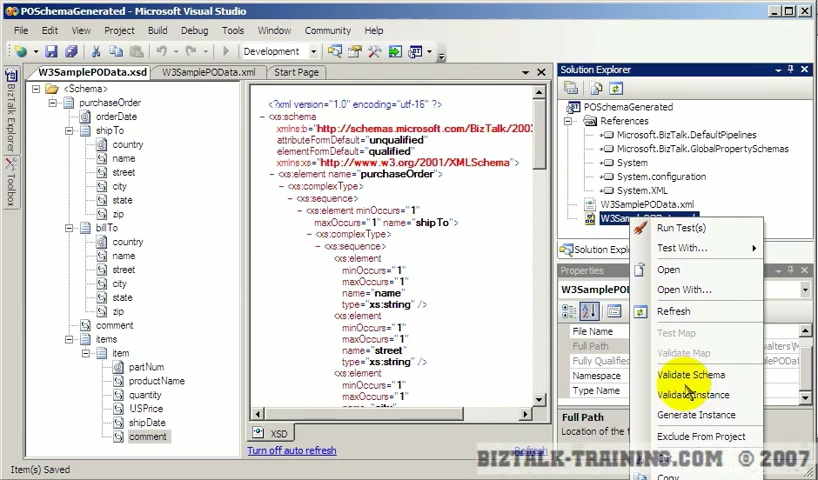 POSchemaGenerated - Microsoft Visual Studio
File Edit View Project Build Debug Tools Window Community Help
Development
BizTalk Explorer
Toolbox
W3SamplePOData.xsd W3SamplePOData.xml Start Page
<Schema>
purchaseOrder
orderDate
shipTo
country
name
street
city
state
zip
billTo
country
name
street
city
state
zip
comment
items
item
partNum
productName
quantity
USPrice
shipDate
comment
<?xml version="1.0" encoding="utf-16" ?>
- <xs:schema
xmlns:b="http://schemas.microsoft.com/BizTalk/2003
attributeFormDefault="unqualified"
elementFormDefault="qualified"
xmlns:xs="http://www.w3.org/2001/XMLSchema">
- <xs:element name="purchaseOrder">
- <xs:complexType>
- <xs:sequence>
- <xs:element minOccurs="1"
maxOccurs="1" name="shipTo">
- <xs:complexType>
- <xs:sequence>
<xs:element
minOccurs="1"
maxOccurs="1"
name="name"
type="xs:string" />
<xs:element
minOccurs="1"
maxOccurs="1"
name="street"
type="xs:string" />
<xs:element
minOccurs="1"
XSD
Turn off auto refresh
Refresh
Item(s) Saved
Solution Explorer
POSchemaGenerated
References
Microsoft.BizTalk.DefaultPipelines
Microsoft.BizTalk.GlobalPropertySchemas
System
System.configuration
System.XML
W3SamplePOData.xml
Solution Explo
Properties
W3SamplePO
File Name
Full Path
Fully Qualifie
Namespace
Type Name
Full Path
Location of the f
Run Test(s)
Test With...
Open
Open With...
Refresh
Test Map
Validate Map
Validate Schema
Validate Instance
Generate Instance
Exclude From Project
Copy
BIZTALK-TRAINING.COM © 2007